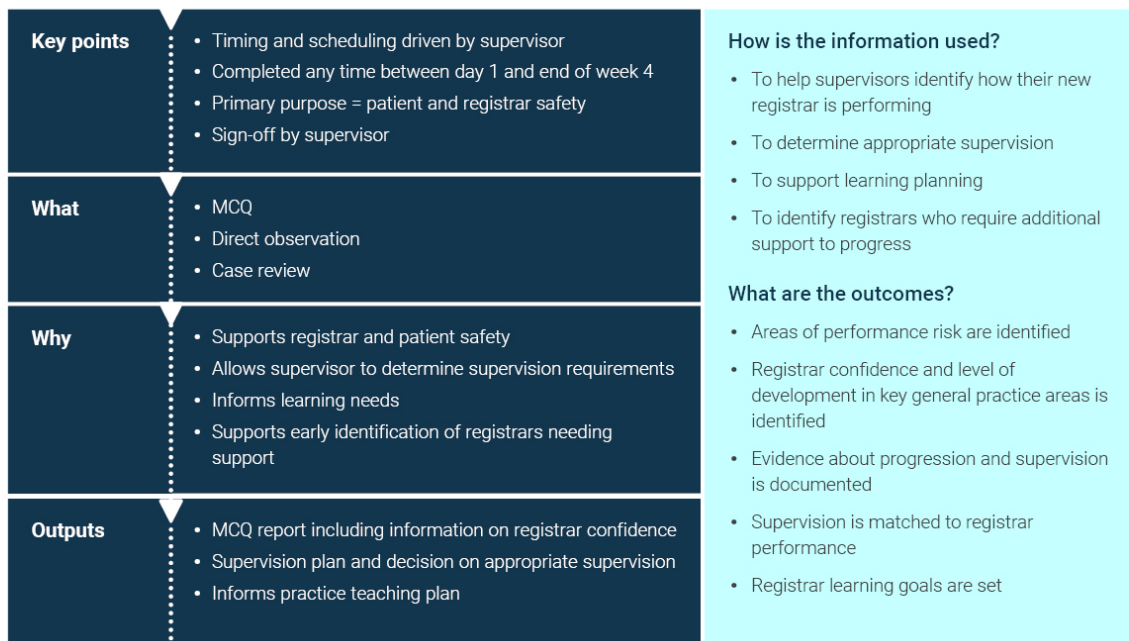 Key points
• Timing and scheduling driven by supervisor
• Completed any time between day 1 and end of week 4
• Primary purpose = patient and registrar safety
• Sign-off by supervisor
What
• MCQ
• Direct observation
• Case review
Why
• Supports registrar and patient safety
• Allows supervisor to determine supervision requirements
• Informs learning needs
• Supports early identification of registrars needing
support
Outputs
• MCQ report including information on registrar confidence
• Supervision plan and decision on appropriate supervision
• Informs practice teaching plan
How is the information used?
• To help supervisors identify how their new
registrar is performing
• To determine appropriate supervision
• To support learning planning
• To identify registrars who require additional
support to progress
What are the outcomes?
• Areas of performance risk are identified
• Registrar confidence and level of
development in key general practice areas is
identified
• Evidence about progression and supervision
is documented
• Supervision is matched to registrar
performance
• Registrar learning goals are set